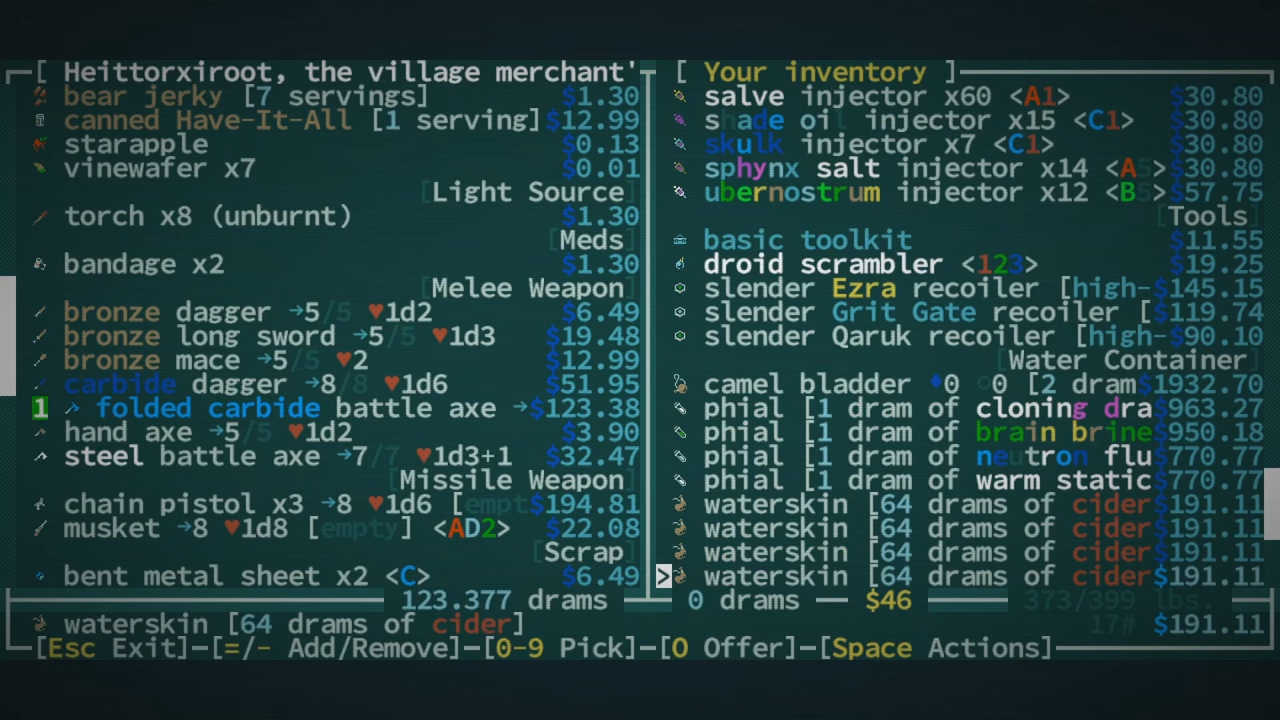 [ Heittorxiroot, the village merchant'
bear jerky [7 servings] $1.30
canned Have-It-All [1 serving] $12.99
starapple $0.13
vinewafer x7 $0.01
[Light Source]
torch x8 (unburnt) $1.30
[Meds]
bandage x2 $1.30
[Melee Weapon]
bronze dagger →5/5 ♥1d2 $6.49
bronze long sword →5/5 ♥1d3 $19.48
bronze mace →5/5 ♥2 $12.99
carbide dagger →8/8 ♥1d6 $51.95
1 folded carbide battle axe →$123.38
hand axe →5/5 ♥1d2 $3.90
steel battle axe →7/7 ♥1d3+1 $32.47
[Missile Weapon]
chain pistol x3 →8 ♥1d6 [empt$194.81
musket →8 ♥1d8 [empty] <AD2> $22.08
[Scrap]
bent metal sheet x2 <C> $6.49
123.377 drams
[ Your inventory ]
salve injector x60 <A1> $30.80
shade oil injector x15 <C1> $30.80
skulk injector x7 <C1> $30.80
sphynx salt injector x14 <A5>$30.80
ubernostrum injector x12 <B5>$57.75
[Tools]
basic toolkit $11.55
droid scrambler <123> $19.25
slender Ezra recoiler [high-$145.15
slender Grit Gate recoiler [$119.74
slender Qaruk recoiler [high-$90.10
[Water Container]
camel bladder ♦0 ○0 [2 dram$1932.70
phial [1 dram of cloning dra$963.27
phial [1 dram of brain brine$950.18
phial [1 dram of neutron flu$770.77
phial [1 dram of warm static$770.77
waterskin [64 drams of cider$191.11
waterskin [64 drams of cider$191.11
waterskin [64 drams of cider$191.11
> waterskin [64 drams of cider$191.11
0 drams — $46 373/399 lbs.
waterskin [64 drams of cider] 17# $191.11
[Esc Exit]—[=/- Add/Remove]—[0-9 Pick]—[O Offer]—[Space Actions]